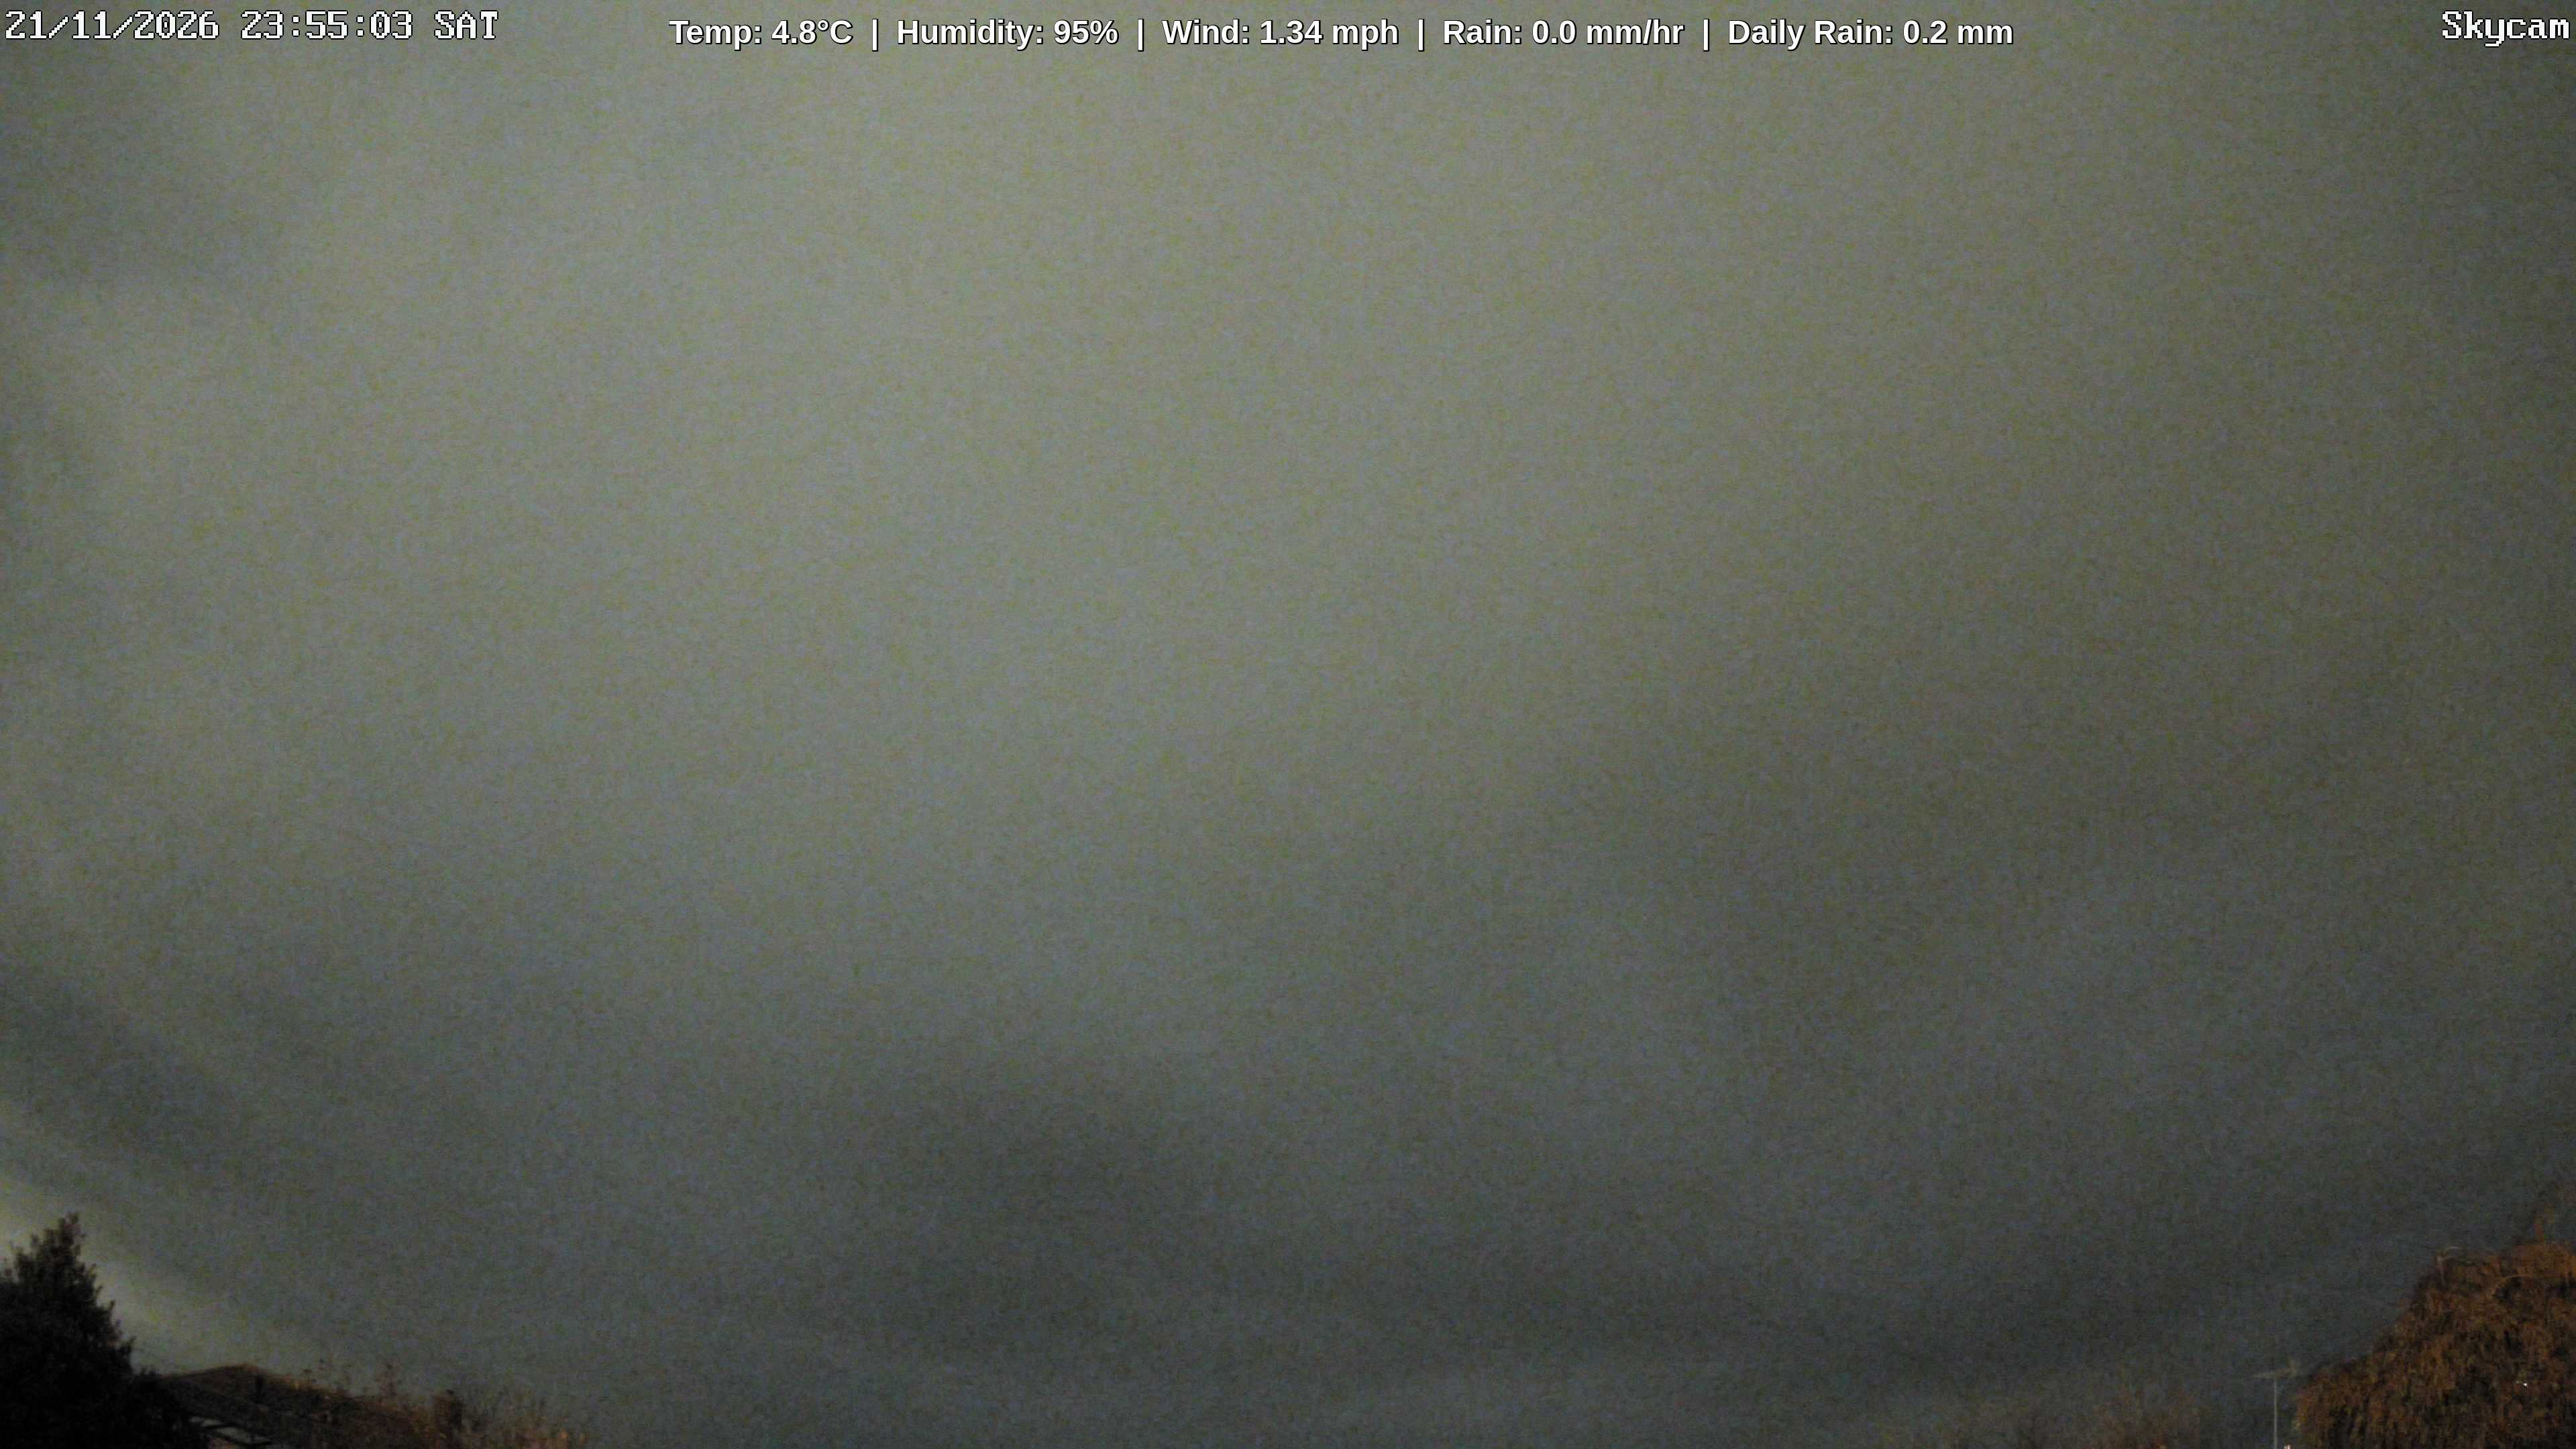 21/11/2026 23:55:03 SAT
Temp: 4.8°C | Humidity: 95% | Wind: 1.34 mph | Rain: 0.0 mm/hr | Daily Rain: 0.2 mm
Skycam